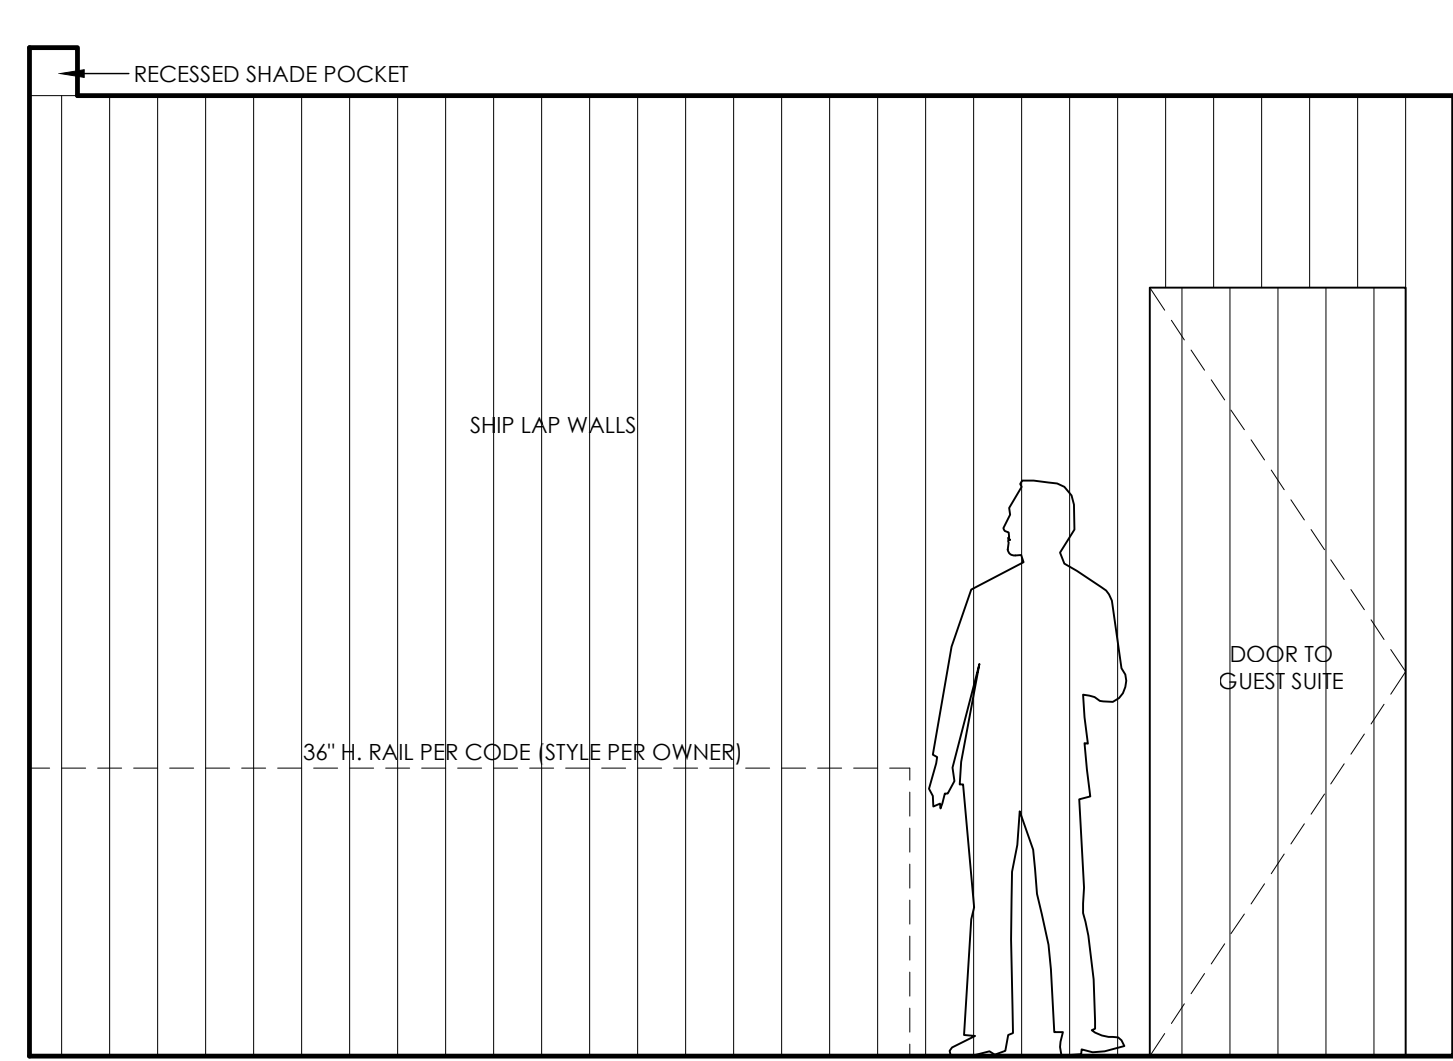 RECESSED SHADE POCKET
SHIP LAP WALLS
DOOR TO
GUEST SUITE
36" H. RAIL PER CODE (STYLE PER OWNER)